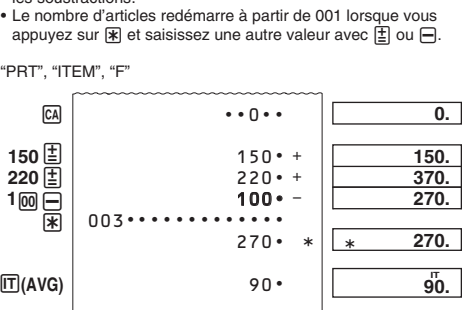 les soustractions.
• Le nombre d'articles redémarre à partir de 001 lorsque vous
appuyez sur ✱ et saisissez une autre valeur avec ± ou −.
“PRT”, “ITEM”, “F”
CA ••0•• 0.
150 ± 150• + 150.
220 ± 220• + 370.
1 00 − 100• − 270.
✱ 003•••••••••••••
270• ✱ ✱ 270.
IT (AVG) 90• IT 90.